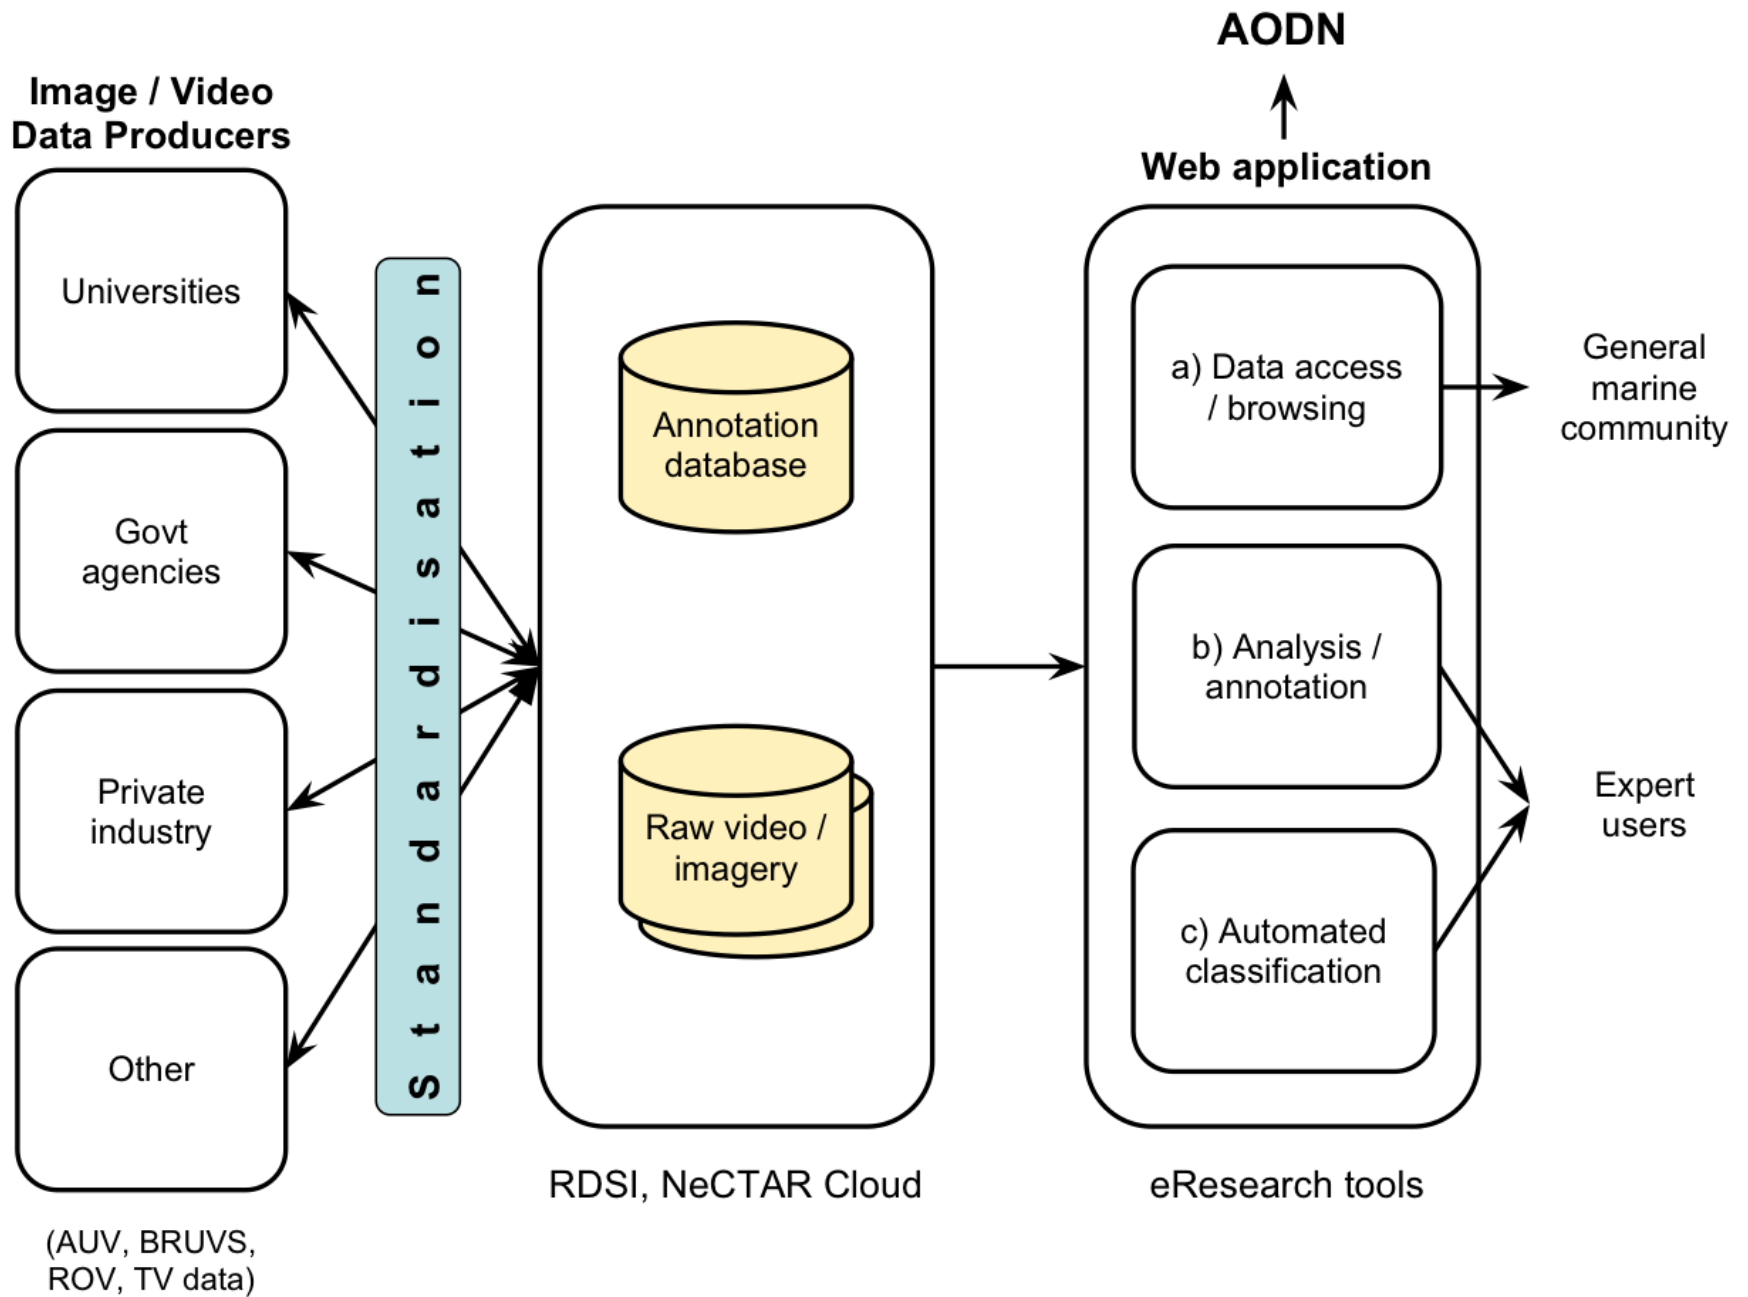 AODN
Image / Video
Data Producers
Web application
Universities
Govt
agencies
Private
industry
Other
(AUV, BRUVS,
ROV, TV data)
Standardisation
Annotation
database
Raw video /
imagery
RDSI, NeCTAR Cloud
a) Data access
/ browsing
b) Analysis /
annotation
c) Automated
classification
eResearch tools
General
marine
community
Expert
users